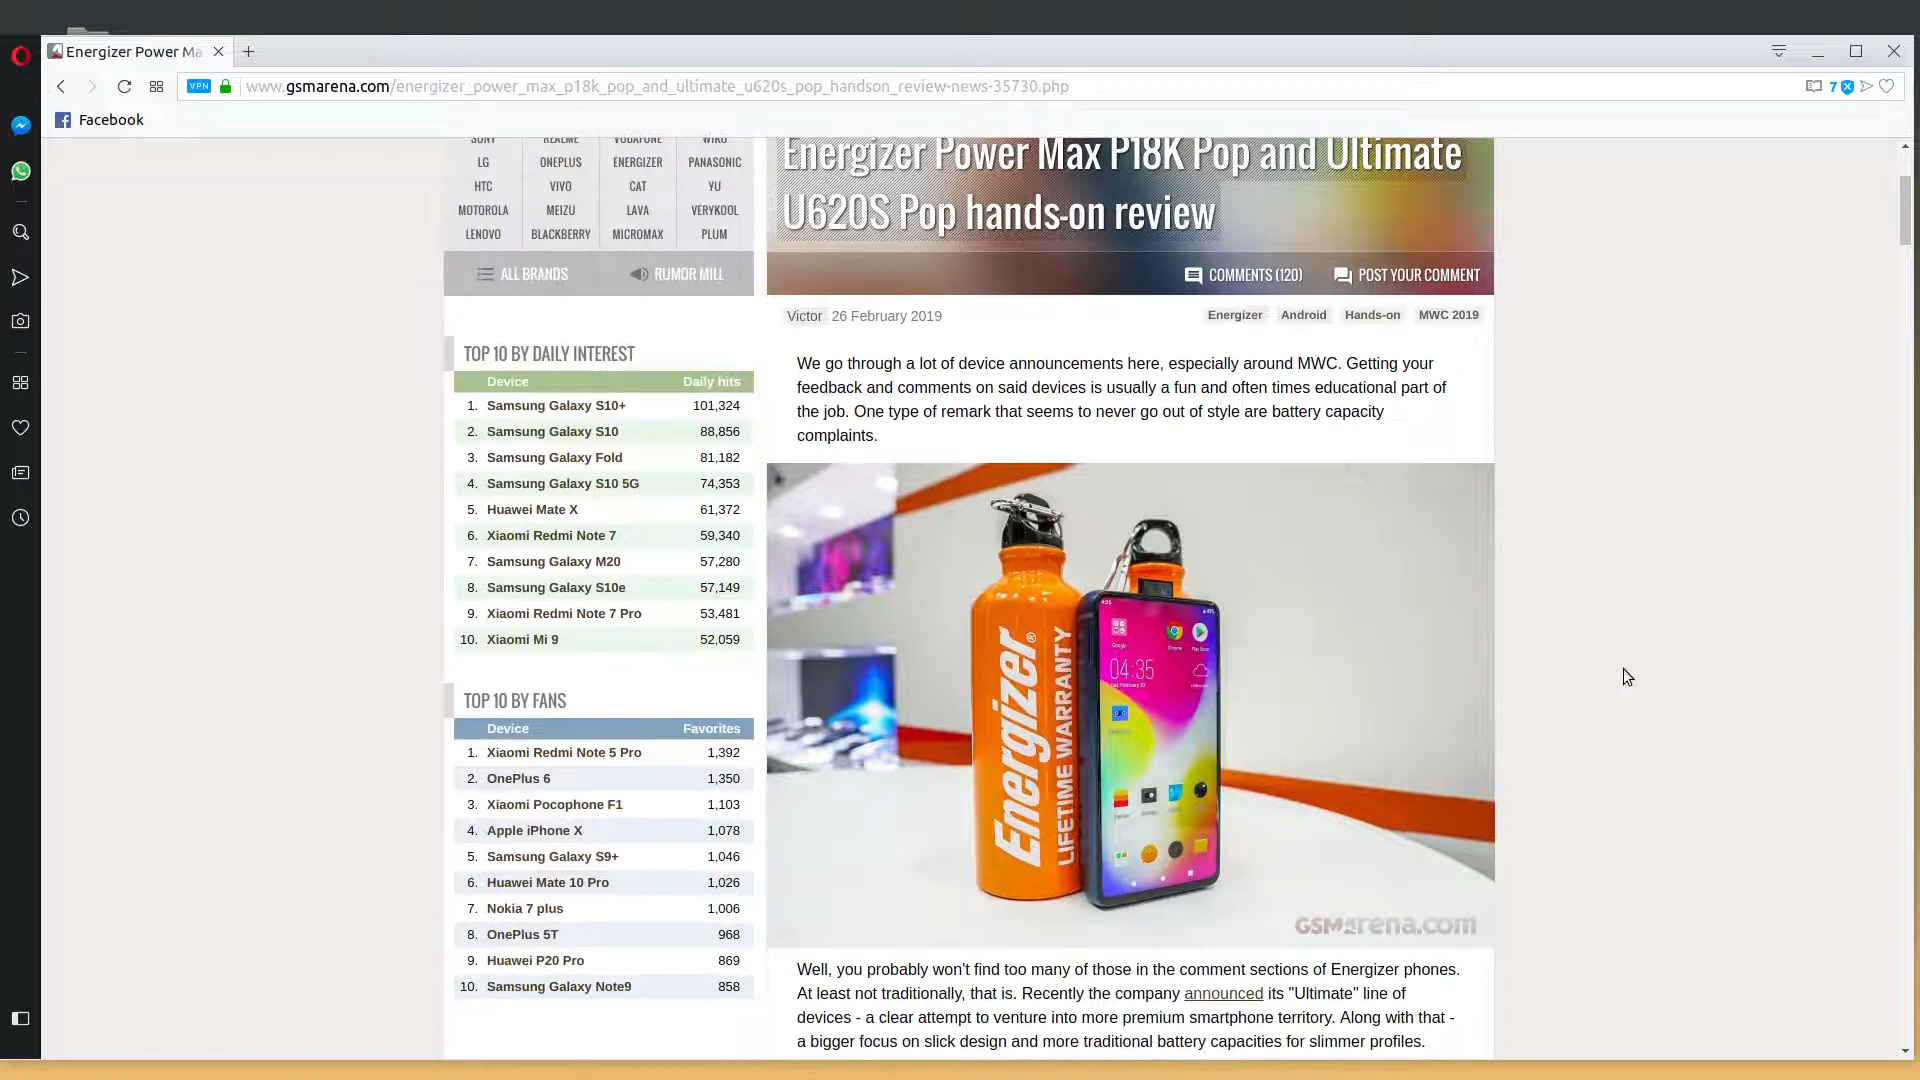 Energizer Power Ma
VPN
www.gsmarena.com/energizer_power_max_p18k_pop_and_ultimate_u620s_pop_handson_review-news-35730.php
7
Facebook
SONY REALME VODAFONE WIKO
LG ONEPLUS ENERGIZER PANASONIC
HTC VIVO CAT YU
MOTOROLA MEIZU LAVA VERYKOOL
LENOVO BLACKBERRY MICROMAX PLUM
ALL BRANDS RUMOR MILL
TOP 10 BY DAILY INTEREST
Device Daily hits
1. Samsung Galaxy S10+ 101,324
2. Samsung Galaxy S10 88,856
3. Samsung Galaxy Fold 81,182
4. Samsung Galaxy S10 5G 74,353
5. Huawei Mate X 61,372
6. Xiaomi Redmi Note 7 59,340
7. Samsung Galaxy M20 57,280
8. Samsung Galaxy S10e 57,149
9. Xiaomi Redmi Note 7 Pro 53,481
10. Xiaomi Mi 9 52,059
TOP 10 BY FANS
Device Favorites
1. Xiaomi Redmi Note 5 Pro 1,392
2. OnePlus 6 1,350
3. Xiaomi Pocophone F1 1,103
4. Apple iPhone X 1,078
5. Samsung Galaxy S9+ 1,046
6. Huawei Mate 10 Pro 1,026
7. Nokia 7 plus 1,006
8. OnePlus 5T 968
9. Huawei P20 Pro 869
10. Samsung Galaxy Note9 858
Energizer Power Max P18K Pop and Ultimate
U620S Pop hands-on review
COMMENTS (120) POST YOUR COMMENT
Victor 26 February 2019
Energizer Android Hands-on MWC 2019
We go through a lot of device announcements here, especially around MWC. Getting your
feedback and comments on said devices is usually a fun and often times educational part of
the job. One type of remark that seems to never go out of style are battery capacity
complaints.
Energizer®
LIFETIME WARRANTY
4:35
Google Chrome Play Store
04:35
GSMarena.com
Well, you probably won't find too many of those in the comment sections of Energizer phones.
At least not traditionally, that is. Recently the company announced its "Ultimate" line of
devices - a clear attempt to venture into more premium smartphone territory. Along with that -
a bigger focus on slick design and more traditional battery capacities for slimmer profiles.